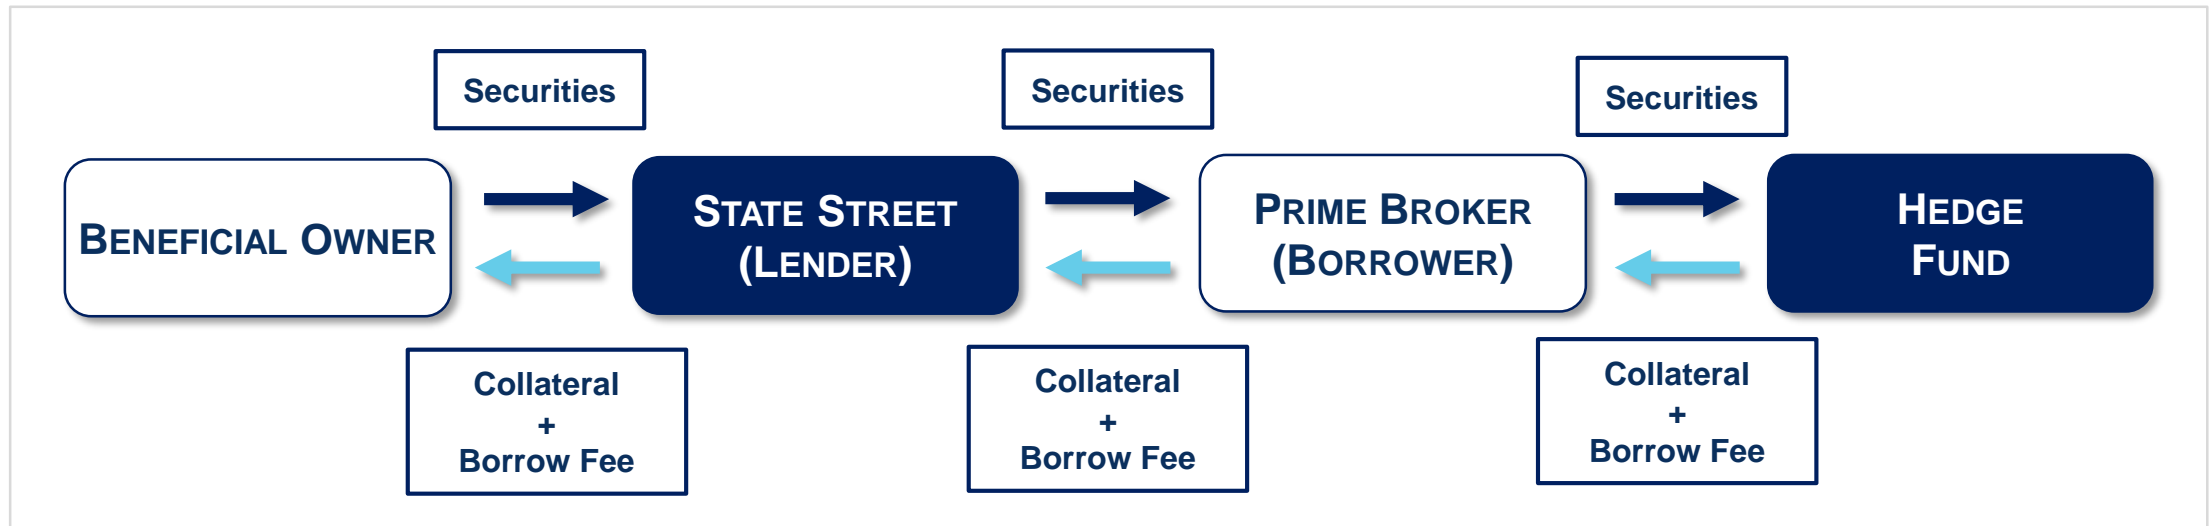 Securities
Securities
Securities
BENEFICIAL OWNER
STATE STREET
(LENDER)
PRIME BROKER
(BORROWER)
HEDGE
FUND
Collateral
+
Borrow Fee
Collateral
+
Borrow Fee
Collateral
+
Borrow Fee